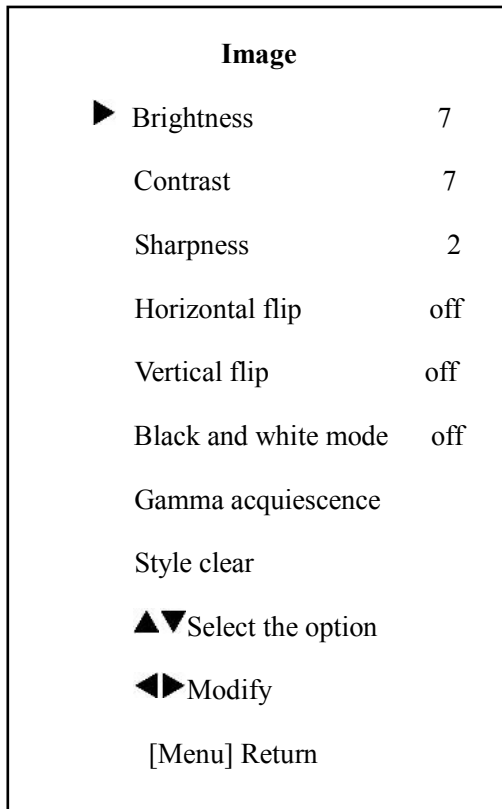 Image
▶ Brightness 7
Contrast 7
Sharpness 2
Horizontal flip off
Vertical flip off
Black and white mode off
Gamma acquiescence
Style clear
▲▼Select the option
◀▶Modify
[Menu] Return